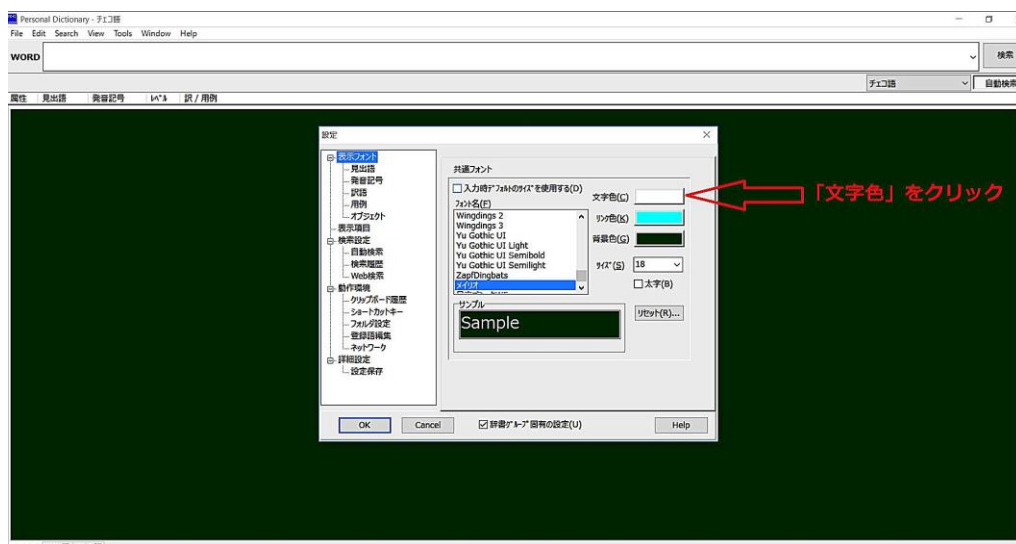 Personal Dictionary - チェコ語
File Edit Search View Tools Window Help
WORD
検索
チェコ語
自動検索
属性 見出語 発音記号 ﾚﾍﾞﾙ 訳 / 用例
設定
表示フォント
見出語
発音記号
訳語
用例
オブジェクト
表示項目
検索設定
自動検索
検索履歴
Web検索
動作環境
クリップボード履歴
ショートカットキー
フォルダ設定
登録語編集
ネットワーク
詳細設定
設定保存
共通フォント
入力時ﾃﾞﾌｫﾙﾄのｻｲｽﾞを使用する(D)
ﾌｫﾝﾄ名(F)
Wingdings 2
Wingdings 3
Yu Gothic UI
Yu Gothic UI Light
Yu Gothic UI Semibold
Yu Gothic UI Semilight
ZapfDingbats
メイリオ
文字色(C)
ﾘﾝｸ色(K)
背景色(G)
ｻｲｽﾞ(S) 18
太字(B)
サンプル
Sample
ﾘｾｯﾄ(R)...
「文字色」をクリック
OK Cancel 辞書ｸﾞﾙｰﾌﾟ固有の設定(U) Help